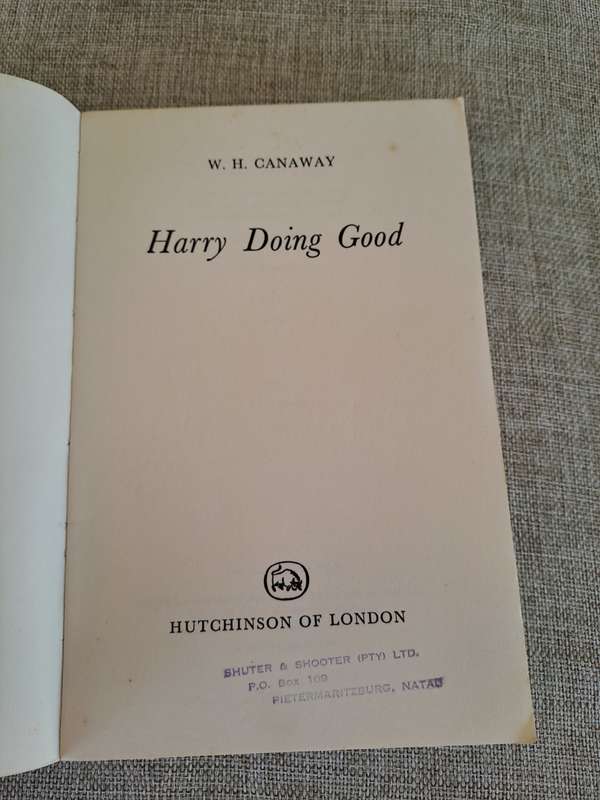 W. H. CANAWAY
Harry Doing Good
HUTCHINSON OF LONDON
SHUTER & SHOOTER (PTY) LTD.
P.O. Box 109
PIETERMARITZBURG, NATAL